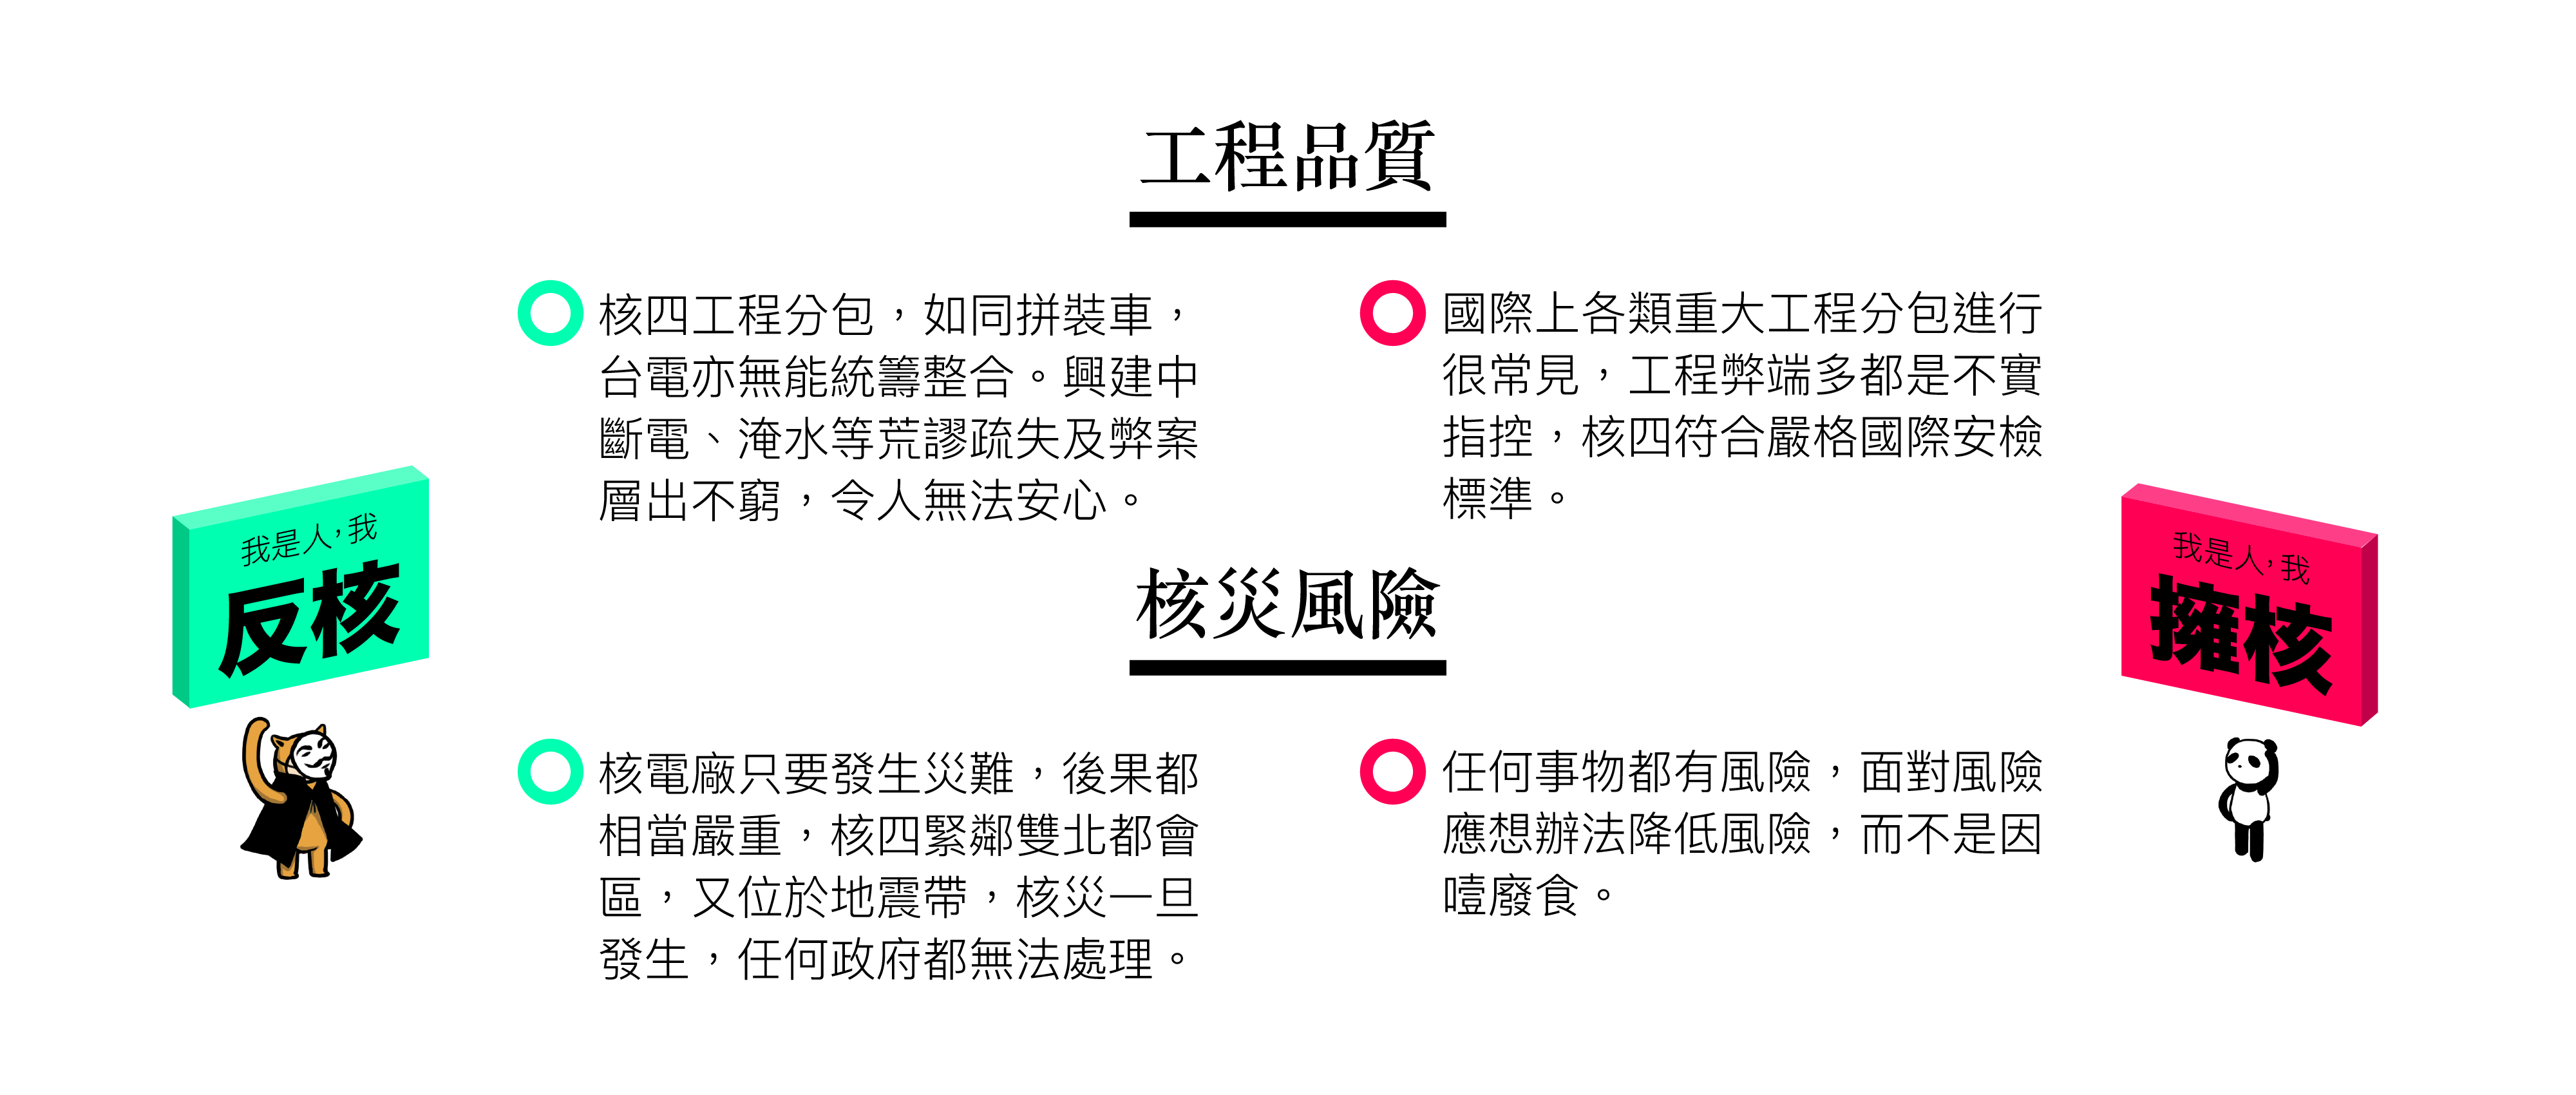 工程品質
核四工程分包，如同拼裝車，
台電亦無能統籌整合。興建中
斷電、淹水等荒謬疏失及弊案
層出不窮，令人無法安心。
國際上各類重大工程分包進行
很常見，工程弊端多都是不實
指控，核四符合嚴格國際安檢
標準。
我是人，我
反核
我是人，我
擁核
核災風險
核電廠只要發生災難，後果都
相當嚴重，核四緊鄰雙北都會
區，又位於地震帶，核災一旦
發生，任何政府都無法處理。
任何事物都有風險，面對風險
應想辦法降低風險，而不是因
噎廢食。